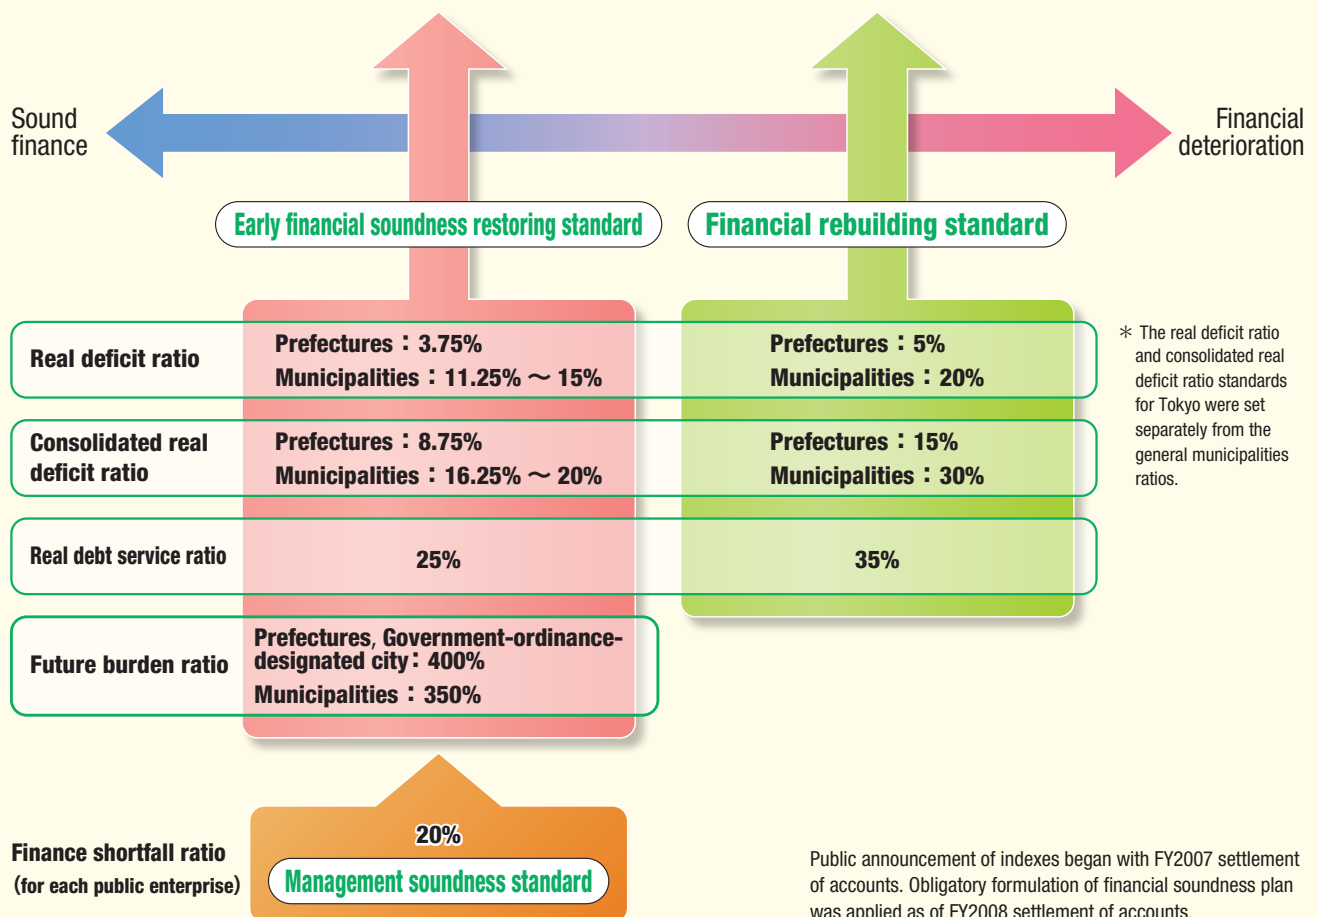 Sound
finance
Financial
deterioration
Early financial soundness restoring standard
Financial rebuilding standard
Real deficit ratio
Prefectures：3.75%
Municipalities：11.25% ～ 15%
Prefectures：5%
Municipalities：20%
Consolidated real
deficit ratio
Prefectures：8.75%
Municipalities：16.25% ～ 20%
Prefectures：15%
Municipalities：30%
Real debt service ratio
25%
35%
Future burden ratio
Prefectures, Government-ordinance-
designated city：400%
Municipalities：350%
＊ The real deficit ratio
and consolidated real
deficit ratio standards
for Tokyo were set
separately from the
general municipalities
ratios.
Finance shortfall ratio
(for each public enterprise)
20%
Management soundness standard
Public announcement of indexes began with FY2007 settlement
of accounts. Obligatory formulation of financial soundness plan
was applied as of FY2008 settlement of accounts.